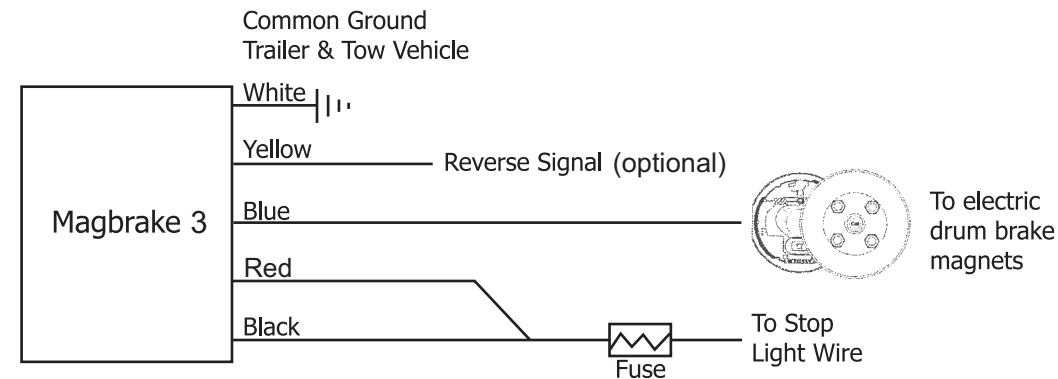 Common Ground
Trailer & Tow Vehicle
White
Yellow
Reverse Signal (optional)
Magbrake 3
Blue
To electric
drum brake
magnets
Red
Black
Fuse
To Stop
Light Wire